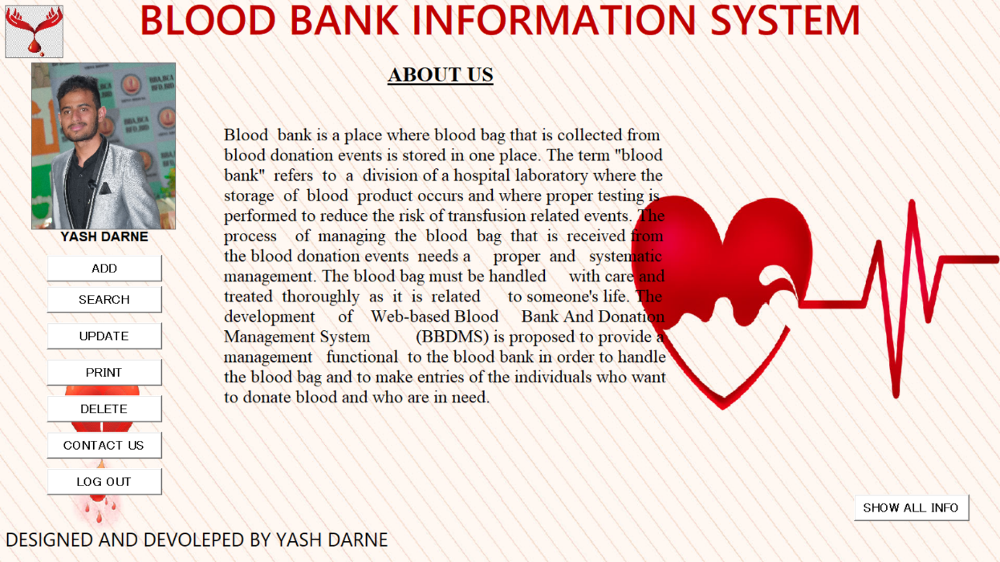 BLOOD BANK INFORMATION SYSTEM
ABOUT US
BBA,BCA
BFD,BID
BBA,BCA
YASH DARNE
ADD
SEARCH
UPDATE
PRINT
DELETE
CONTACT US
LOG OUT
Blood bank is a place where blood bag that is collected from
blood donation events is stored in one place. The term "blood
bank" refers to a division of a hospital laboratory where the
storage of blood product occurs and where proper testing is
performed to reduce the risk of transfusion related events. The
process of managing the blood bag that is received from
the blood donation events needs a proper and systematic
management. The blood bag must be handled with care and
treated thoroughly as it is related to someone's life. The
development of Web-based Blood Bank And Donation
Management System (BBDMS) is proposed to provide a
management functional to the blood bank in order to handle
the blood bag and to make entries of the individuals who want
to donate blood and who are in need.
SHOW ALL INFO
DESIGNED AND DEVOLEPED BY YASH DARNE